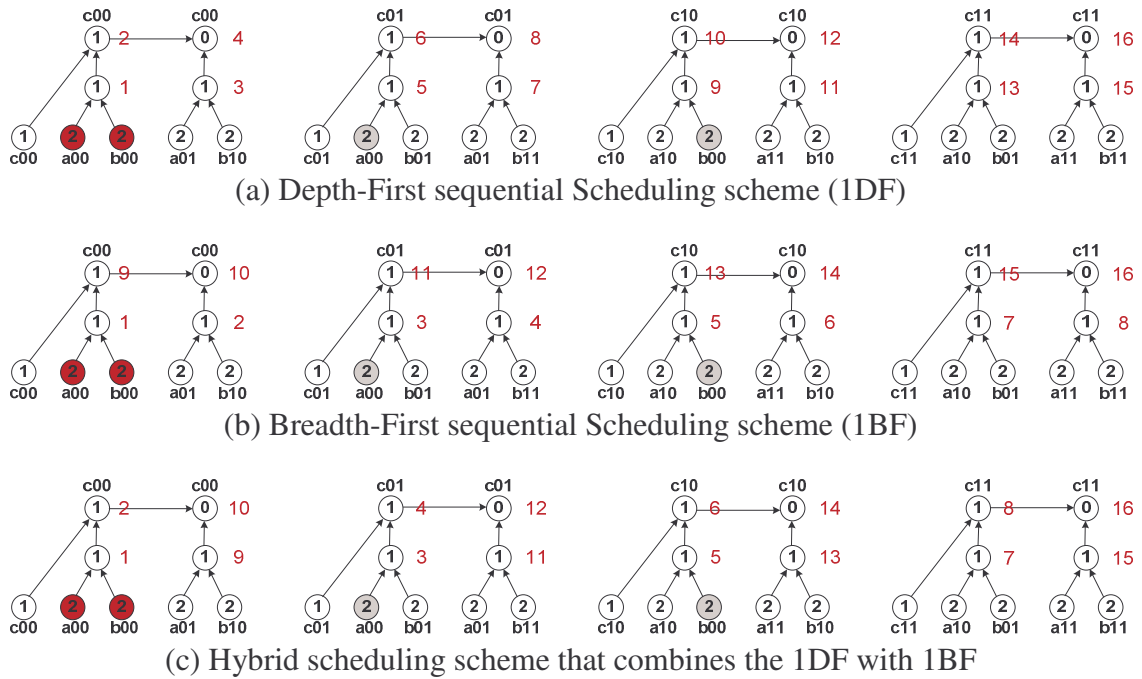 c00 c00 c01 c01 c10 c10 c11 c11
1 2 0 4 1 6 0 8 1 10 0 12 1 14 0 16
1 1 1 3 1 5 1 7 1 9 1 11 1 13 1 15
1 2 2 2 2 1 2 2 2 2 1 2 2 2 2 1 2 2 2 2
c00 a00 b00 a01 b10 c01 a00 b01 a01 b11 c10 a10 b00 a11 b10 c11 a10 b01 a11 b11
(a) Depth-First sequential Scheduling scheme (1DF)
c00 c00 c01 c01 c10 c10 c11 c11
1 9 0 10 1 11 0 12 1 13 0 14 1 15 0 16
1 1 1 2 1 3 1 4 1 5 1 6 1 7 1 8
1 2 2 2 2 1 2 2 2 2 1 2 2 2 2 1 2 2 2 2
c00 a00 b00 a01 b10 c01 a00 b01 a01 b11 c10 a10 b00 a11 b10 c11 a10 b01 a11 b11
(b) Breadth-First sequential Scheduling scheme (1BF)
c00 c00 c01 c01 c10 c10 c11 c11
1 2 0 10 1 4 0 12 1 6 0 14 1 8 0 16
1 1 1 9 1 3 1 11 1 5 1 13 1 7 1 15
1 2 2 2 2 1 2 2 2 2 1 2 2 2 2 1 2 2 2 2
c00 a00 b00 a01 b10 c01 a00 b01 a01 b11 c10 a10 b00 a11 b10 c11 a10 b01 a11 b11
(c) Hybrid scheduling scheme that combines the 1DF with 1BF